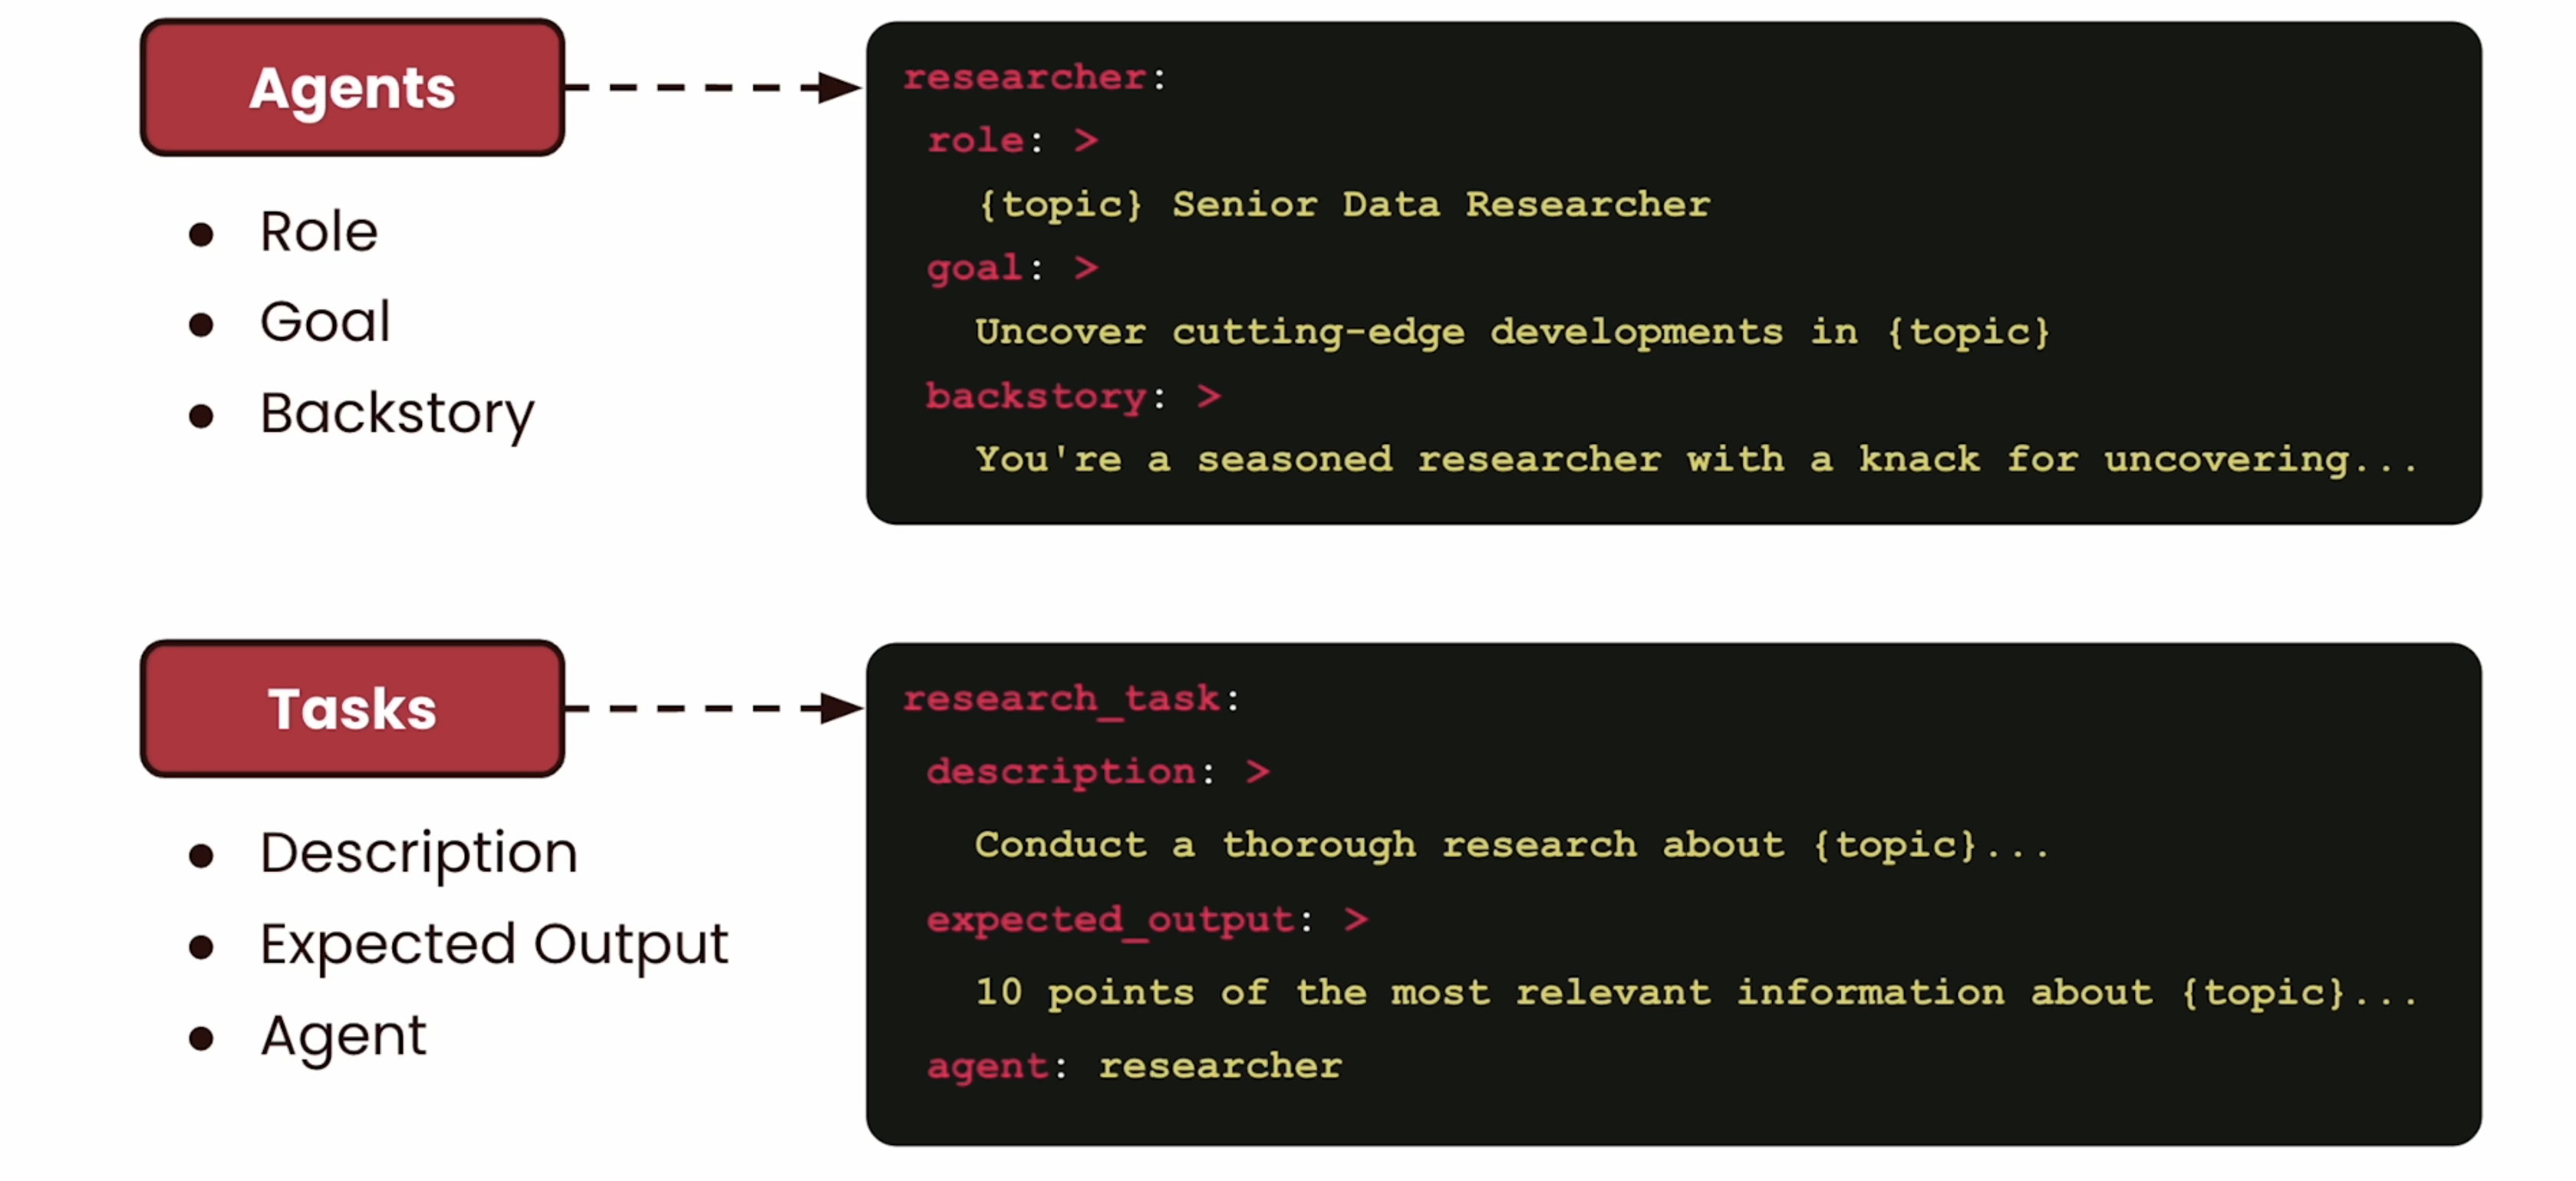 Agents
● Role
● Goal
● Backstory
researcher:
role: >
{topic} Senior Data Researcher
goal: >
Uncover cutting-edge developments in {topic}
backstory: >
You're a seasoned researcher with a knack for uncovering...
Tasks
● Description
● Expected Output
● Agent
research_task:
description: >
Conduct a thorough research about {topic}...
expected_output: >
10 points of the most relevant information about {topic}...
agent: researcher